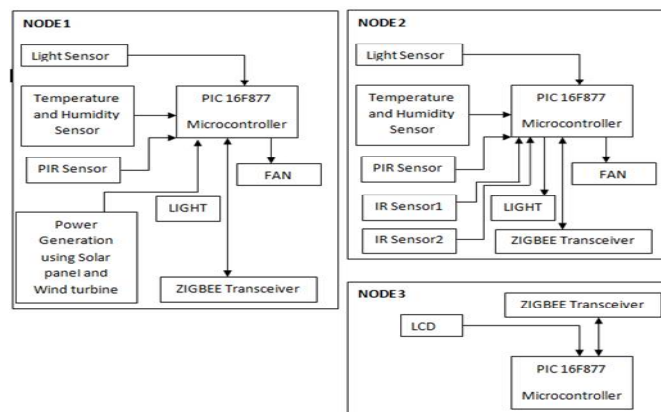 NODE1
Light Sensor
Temperature
and Humidity
Sensor
PIC 16F877
Microcontroller
PIR Sensor
FAN
LIGHT
Power
Generation
using Solar
panel and
Wind turbine
ZIGBEE Transceiver
NODE2
Light Sensor
Temperature
and Humidity
Sensor
PIC 16F877
Microcontroller
PIR Sensor
FAN
IR Sensor1
LIGHT
IR Sensor2
ZIGBEE Transceiver
NODE3
ZIGBEE Transceiver
LCD
PIC 16F877
Microcontroller